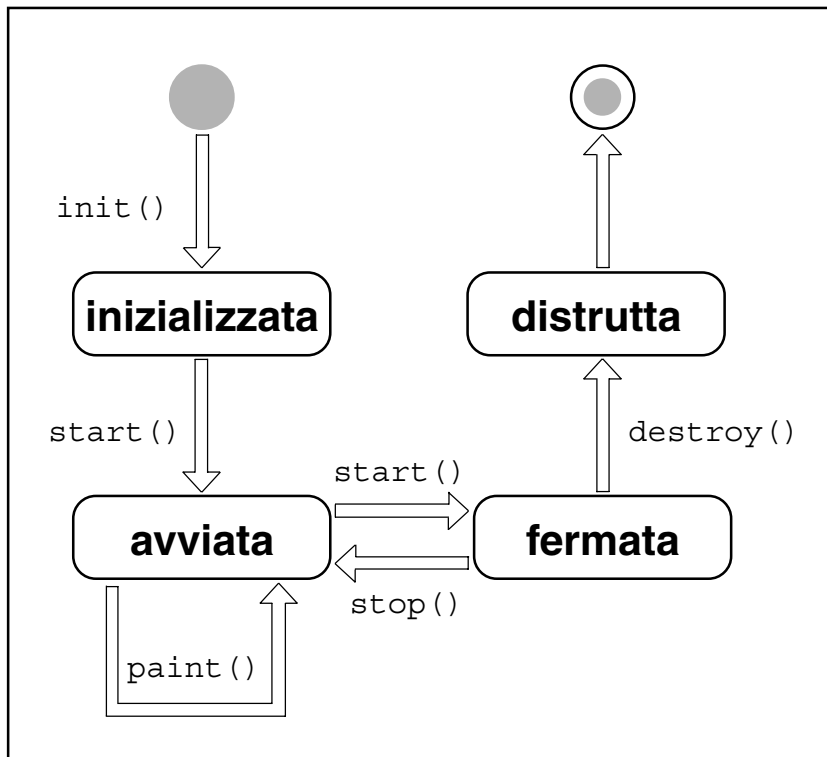 init()
inizializzata
distrutta
start()
destroy()
start()
avviata
fermata
stop()
paint()